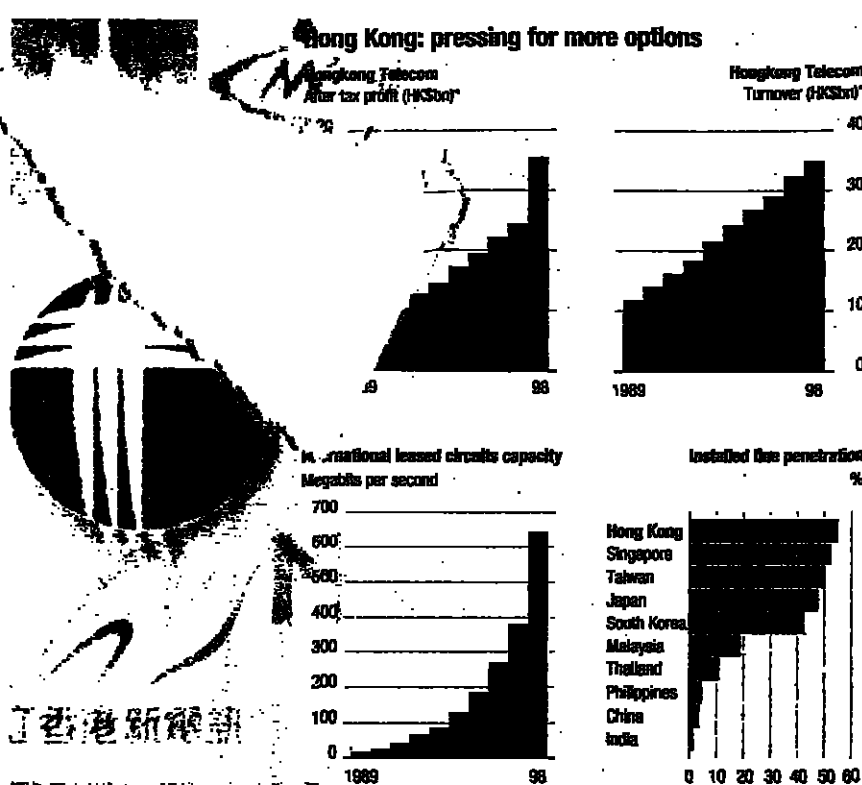 Hong Kong: pressing for more options
Hongkong Telecom
After tax profit (HK$bn)*
98
Hongkong Telecom
Turnover (HK$bn)*
40
30
20
10
0
1989
98
International leased circuits capacity
Megabits per second
700
600
500
400
300
200
100
0
1989
98
Installed line penetration
%
Hong Kong
Singapore
Taiwan
Japan
South Korea
Malaysia
Thailand
Philippines
China
India
0 10 20 30 40 50 60